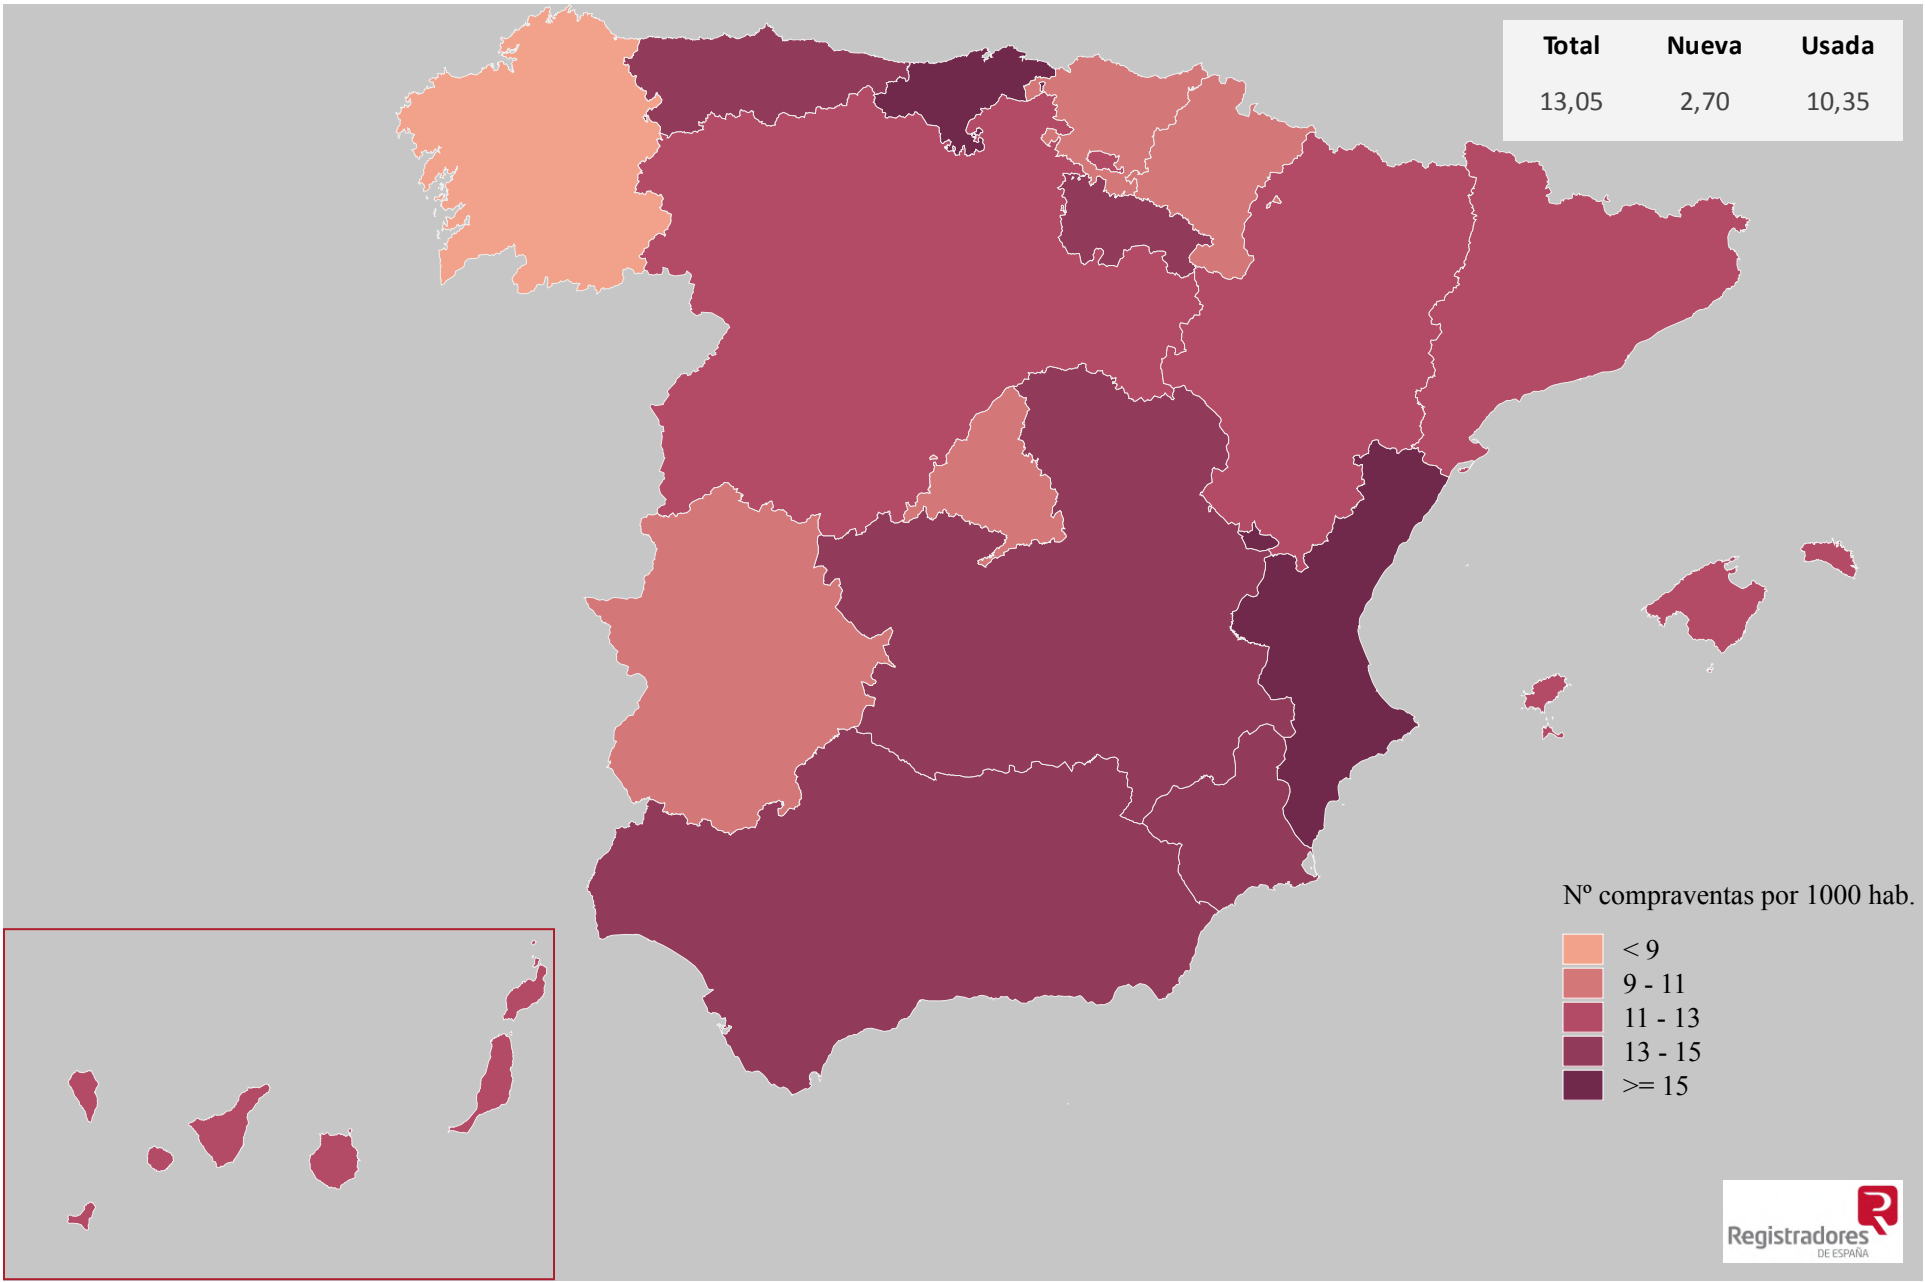 Total Nueva Usada
13,05 2,70 10,35
Nº compraventas por 1000 hab.
< 9
9 - 11
11 - 13
13 - 15
>= 15
Registradores
DE ESPAÑA